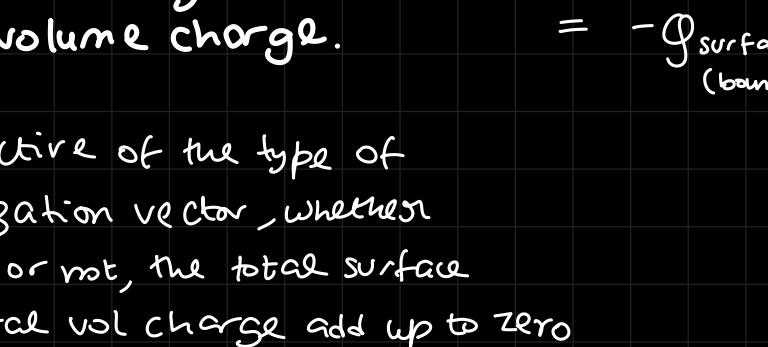 volume charge. = -Q surfa
(boun
ctive of the type of
zation vector, whether
or not, the total surface
al vol charge add up to zero